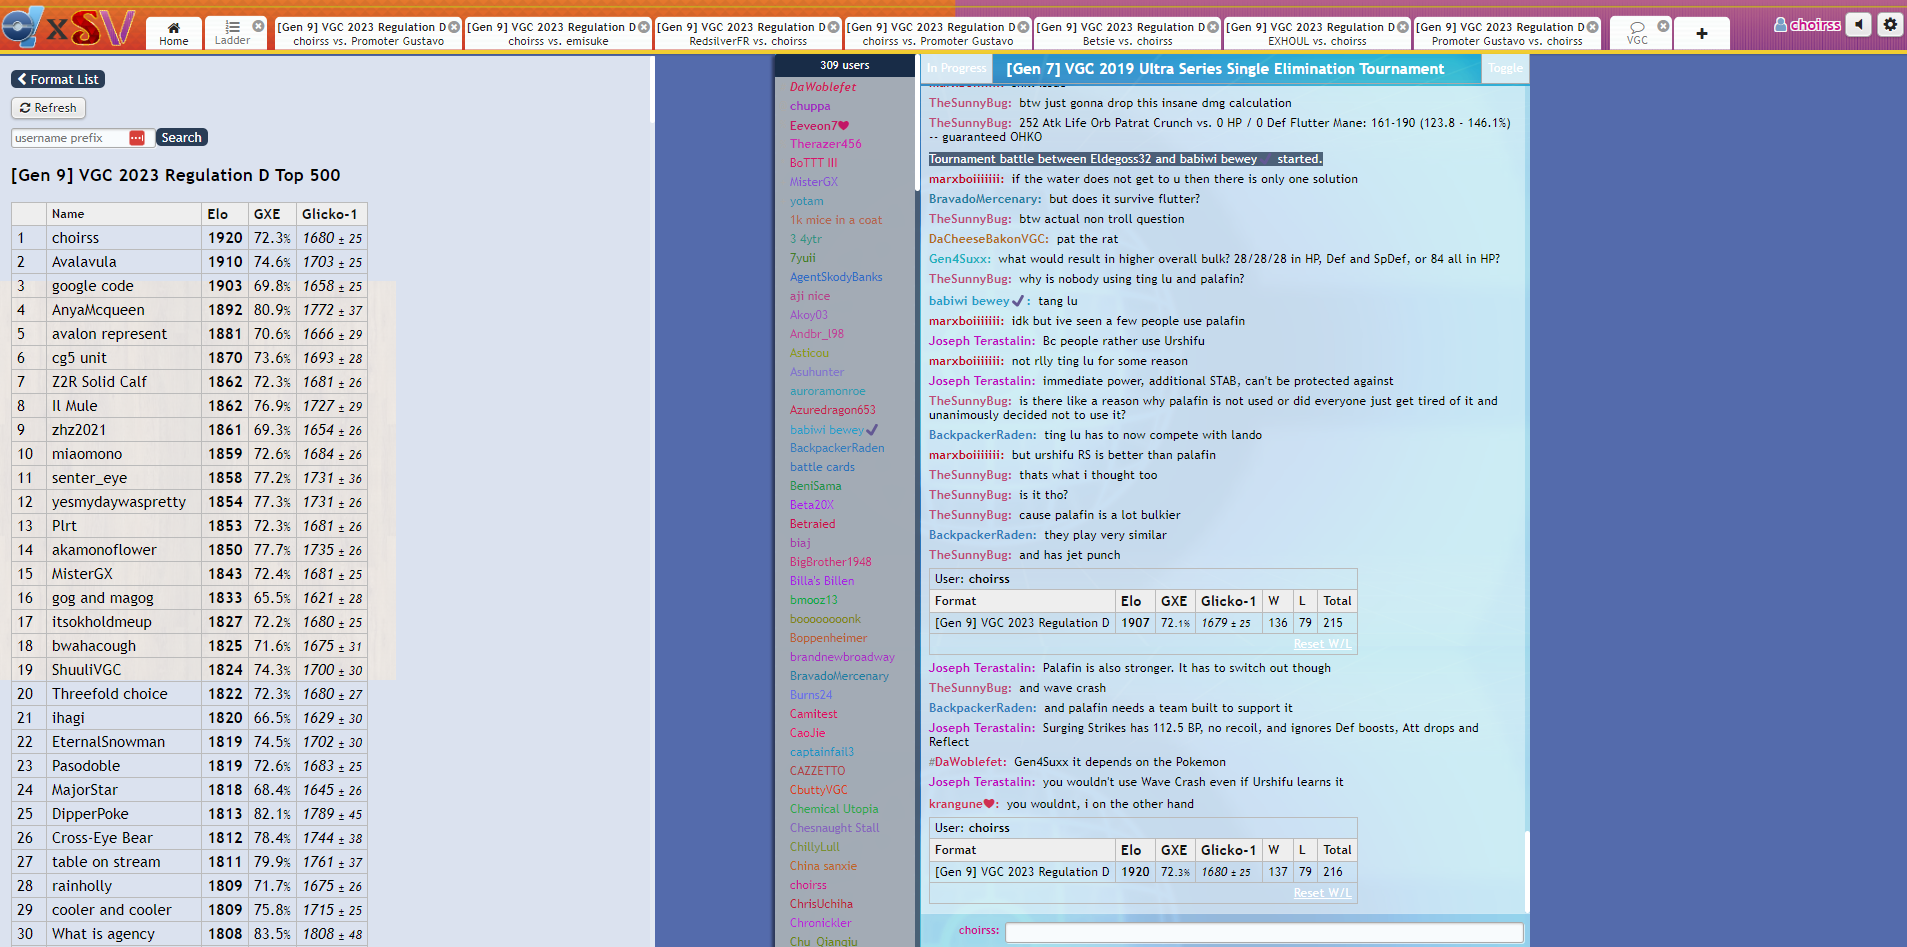 xSV
Home
Ladder
[Gen 9] VGC 2023 Regulation D
choirss vs. Promoter Gustavo
[Gen 9] VGC 2023 Regulation D
choirss vs. emisuke
[Gen 9] VGC 2023 Regulation D
RedsilverFR vs. choirss
[Gen 9] VGC 2023 Regulation D
choirss vs. Promoter Gustavo
[Gen 9] VGC 2023 Regulation D
Betsie vs. choirss
[Gen 9] VGC 2023 Regulation D
EXHOUL vs. choirss
[Gen 9] VGC 2023 Regulation D
Promoter Gustavo vs. choirss
VGC
+
choirss
Format List
Refresh
username prefix
Search
[Gen 9] VGC 2023 Regulation D Top 500
Name Elo GXE Glicko-1
1 choirss 1920 72.3% 1680 ± 25
2 Avalavula 1910 74.6% 1703 ± 25
3 google code 1903 69.8% 1658 ± 25
4 AnyaMcqueen 1892 80.9% 1772 ± 37
5 avalon represent 1881 70.6% 1666 ± 29
6 cg5 unit 1870 73.6% 1693 ± 28
7 Z2R Solid Calf 1862 72.3% 1681 ± 26
8 Il Mule 1862 76.9% 1727 ± 29
9 zhz2021 1861 69.3% 1654 ± 26
10 miaomono 1859 72.6% 1684 ± 26
11 senter_eye 1858 77.2% 1731 ± 36
12 yesmydaywaspretty 1854 77.3% 1731 ± 26
13 Plrt 1853 72.3% 1681 ± 26
14 akamonoflower 1850 77.7% 1735 ± 26
15 MisterGX 1843 72.4% 1681 ± 25
16 gog and magog 1833 65.5% 1621 ± 28
17 itsokholdmeup 1827 72.2% 1680 ± 25
18 bwahacough 1825 71.6% 1675 ± 31
19 ShuuliVGC 1824 74.3% 1700 ± 30
20 Threefold choice 1822 72.3% 1680 ± 27
21 ihagi 1820 66.5% 1629 ± 30
22 EternalSnowman 1819 74.5% 1702 ± 30
23 Pasodoble 1819 72.6% 1683 ± 25
24 MajorStar 1818 68.4% 1645 ± 26
25 DipperPoke 1813 82.1% 1789 ± 45
26 Cross-Eye Bear 1812 78.4% 1744 ± 38
27 table on stream 1811 79.9% 1761 ± 37
28 rainholly 1809 71.7% 1675 ± 26
29 cooler and cooler 1809 75.8% 1715 ± 25
30 What is agency 1808 83.5% 1808 ± 48
309 users
DaWoblefet
chuppa
Eeveon7❤
Therazer456
BoTTT III
MisterGX
yotam
1k mice in a coat
3 4ytr
7yuii
AgentSkodyBanks
aji nice
Akoy03
Andbr_l98
Asticou
Asuhunter
auroramonroe
Azuredragon653
babiwi bewey✔
BackpackerRaden
battle cards
BeniSama
Beta20X
Betraied
biaj
BigBrother1948
Billa's Billen
bmooz13
boooooooonk
Boppenheimer
brandnewbroadway
BravadoMercenary
Burns24
Camitest
CaoJie
captainfail3
CAZZETTO
CbuttyVGC
Chemical Utopia
Chesnaught Stall
ChillyLull
China sanxie
choirss
ChrisUchiha
Chronickler
Chu_Qianqiu
In Progress
[Gen 7] VGC 2019 Ultra Series Single Elimination Tournament
Toggle
TheSunnyBug: btw just gonna drop this insane dmg calculation
TheSunnyBug: 252 Atk Life Orb Patrat Crunch vs. 0 HP / 0 Def Flutter Mane: 161-190 (123.8 - 146.1%)
-- guaranteed OHKO
Tournament battle between Eldegoss32 and babiwi bewey started.
marxboiiiiiii: if the water does not get to u then there is only one solution
BravadoMercenary: but does it survive flutter?
TheSunnyBug: btw actual non troll question
DaCheeseBakonVGC: pat the rat
Gen4Suxx: what would result in higher overall bulk? 28/28/28 in HP, Def and SpDef, or 84 all in HP?
TheSunnyBug: why is nobody using ting lu and palafin?
babiwi bewey✔: tang lu
marxboiiiiiii: idk but ive seen a few people use palafin
Joseph Terastalin: Bc people rather use Urshifu
marxboiiiiiii: not rlly ting lu for some reason
Joseph Terastalin: immediate power, additional STAB, can't be protected against
TheSunnyBug: is there like a reason why palafin is not used or did everyone just get tired of it and
unanimously decided not to use it?
BackpackerRaden: ting lu has to now compete with lando
marxboiiiiiii: but urshifu RS is better than palafin
TheSunnyBug: thats what i thought too
TheSunnyBug: is it tho?
TheSunnyBug: cause palafin is a lot bulkier
BackpackerRaden: they play very similar
TheSunnyBug: and has jet punch
User: choirss
Format Elo GXE Glicko-1 W L Total
[Gen 9] VGC 2023 Regulation D 1907 72.1% 1679 ± 25 136 79 215
Reset W/L
Joseph Terastalin: Palafin is also stronger. It has to switch out though
TheSunnyBug: and wave crash
BackpackerRaden: and palafin needs a team built to support it
Joseph Terastalin: Surging Strikes has 112.5 BP, no recoil, and ignores Def boosts, Att drops and
Reflect
#DaWoblefet: Gen4Suxx it depends on the Pokemon
Joseph Terastalin: you wouldn't use Wave Crash even if Urshifu learns it
krangune❤: you wouldnt, i on the other hand
User: choirss
Format Elo GXE Glicko-1 W L Total
[Gen 9] VGC 2023 Regulation D 1920 72.3% 1680 ± 25 137 79 216
Reset W/L
choirss: